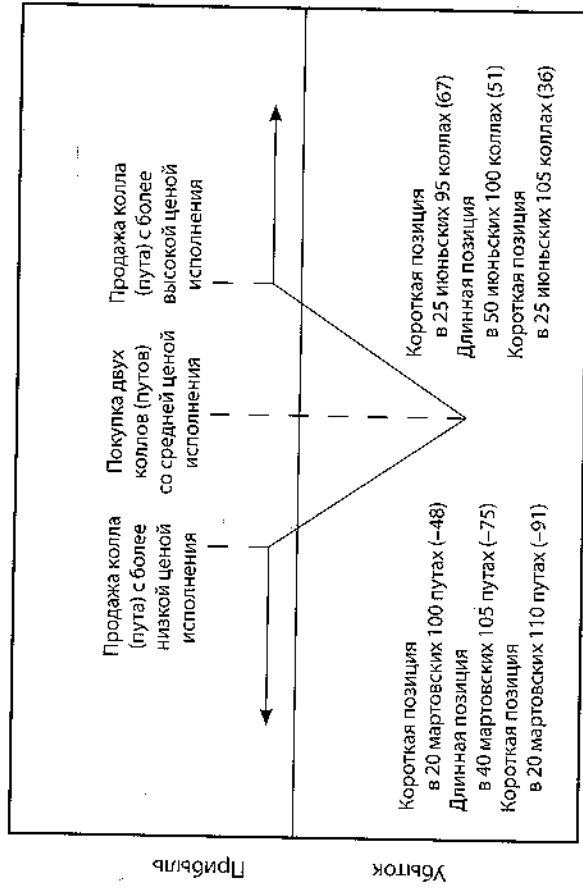 Прибыль
Убыток
Продажа колла
(пута) с более
низкой ценой
исполнения
Покупка двух
коллов (путов)
со средней ценой
исполнения
Продажа колла
(пута) с более
высокой ценой
исполнения
Короткая позиция
в 20 мартовских 100 путах (–48)
Длинная позиция
в 40 мартовских 105 путах (–75)
Короткая позиция
в 20 мартовских 110 путах (–91)
Короткая позиция
в 25 июньских 95 коллах (67)
Длинная позиция
в 50 июньских 100 коллах (51)
Короткая позиция
в 25 июньских 105 коллах (36)